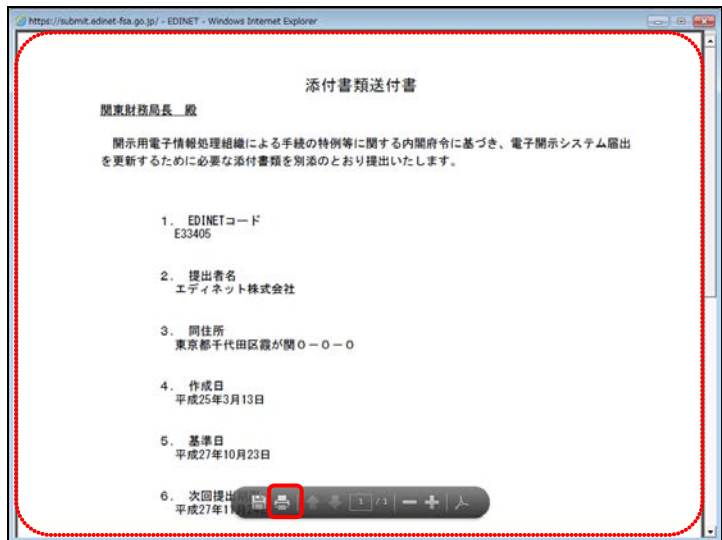 https://submit.edinet-fsa.go.jp/ - EDINET - Windows Internet Explorer
添付書類送付書
関東財務局長 殿
開示用電子情報処理組織による手続の特例等に関する内閣府令に基づき、電子開示システム届出
を更新するために必要な添付書類を別添のとおり提出いたします。
1. EDINETコード
E33405
2. 提出者名
エディネット株式会社
3. 同住所
東京都千代田区霞が関0-0-0
4. 作成日
平成25年3月13日
5. 基準日
平成27年10月23日
6. 次回提出
平成27年11
1 / 1